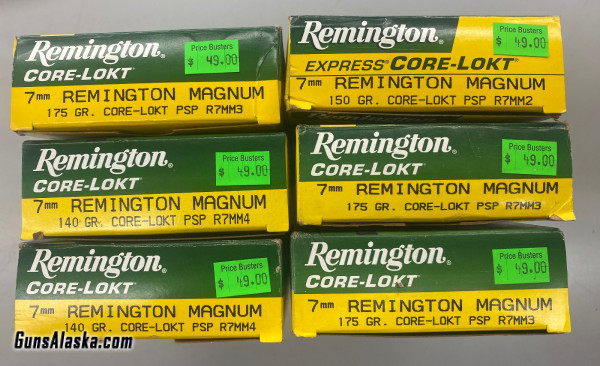 Remington®
CORE-LOKT®
Price Busters
$ 49.00
7mm REMINGTON MAGNUM
175 GR. CORE-LOKT PSP R7MM3
Remington®
EXPRESS® CORE-LOKT®
Price Busters
$ 49.00
7mm REMINGTON MAGNUM
150 GR. CORE-LOKT PSP R7MM2
Remington®
CORE-LOKT®
Price Busters
$ 49.00
7mm REMINGTON MAGNUM
140 GR. CORE-LOKT PSP R7MM4
Remington®
CORE-LOKT®
Price Busters
$ 49.00
7mm REMINGTON MAGNUM
175 GR. CORE-LOKT PSP R7MM3
Remington®
CORE-LOKT®
Price Busters
$ 49.00
7mm REMINGTON MAGNUM
140 GR. CORE-LOKT PSP R7MM4
Remington®
CORE-LOKT®
Price Busters
$ 49.00
7mm REMINGTON MAGNUM
175 GR. CORE-LOKT PSP R7MM3
GunsAlaska.com